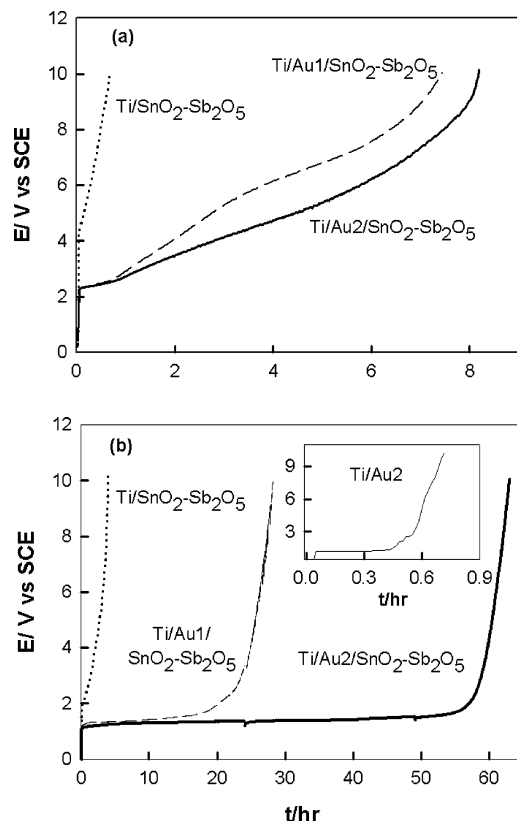 12
(a)
Ti/Au1/SnO₂-Sb₂O₅
10
Ti/SnO₂-Sb₂O₅
8
E/ V vs SCE
6
4
Ti/Au2/SnO₂-Sb₂O₅
2
0
0 2 4 6 8
12
(b)
Ti/Au2
9
6
3
0.0 0.3 0.6 0.9
t/hr
10
Ti/SnO₂-Sb₂O₅
8
E/ V vs SCE
6
4
Ti/Au1/
SnO₂-Sb₂O₅
Ti/Au2/SnO₂-Sb₂O₅
2
0
0 10 20 30 40 50 60
t/hr